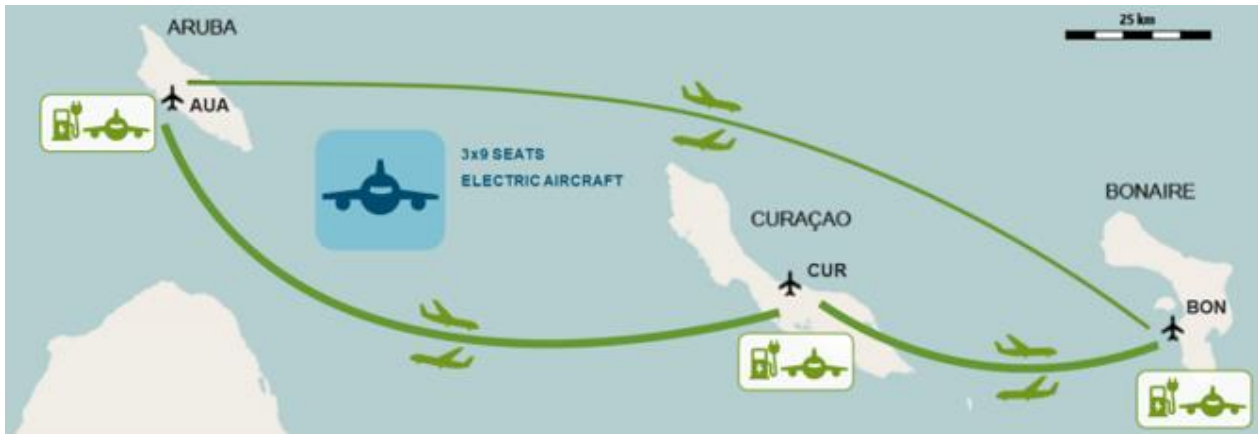 25 km
ARUBA
AUA
3x9 SEATS
ELECTRIC AIRCRAFT
BONAIRE
CURAÇAO
CUR
BON